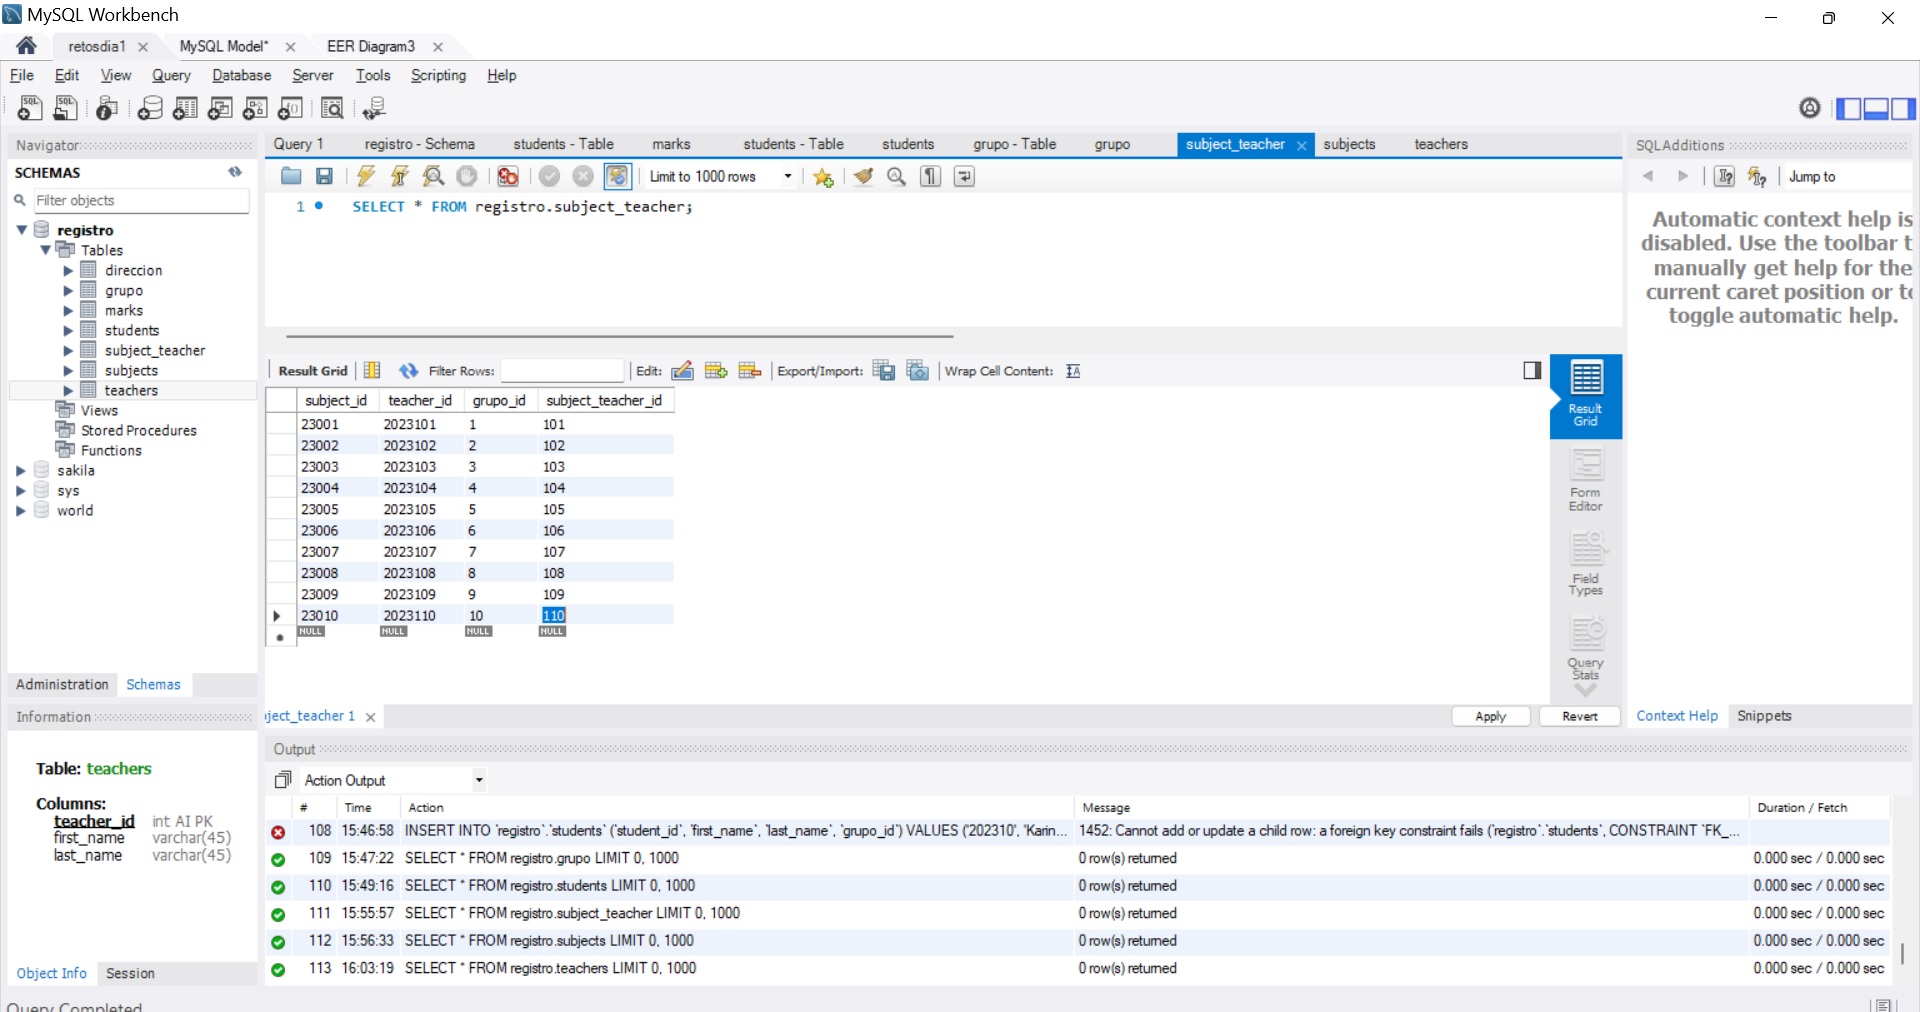 MySQL Workbench
retosdia1
MySQL Model*
EER Diagram3
File Edit View Query Database Server Tools Scripting Help
Navigator
SCHEMAS
Filter objects
registro
Tables
direccion
grupo
marks
students
subject_teacher
subjects
teachers
Views
Stored Procedures
Functions
sakila
sys
world
Administration Schemas
Information
Table: teachers
Columns:
teacher_id int AI PK
first_name varchar(45)
last_name varchar(45)
Object Info Session
Query Completed
Query 1 registro - Schema students - Table marks students - Table students grupo - Table grupo subject_teacher subjects teachers
Limit to 1000 rows
1 SELECT * FROM registro.subject_teacher;
Result Grid Filter Rows: Edit: Export/Import: Wrap Cell Content:
subject_id teacher_id grupo_id subject_teacher_id
23001 2023101 1 101
23002 2023102 2 102
23003 2023103 3 103
23004 2023104 4 104
23005 2023105 5 105
23006 2023106 6 106
23007 2023107 7 107
23008 2023108 8 108
23009 2023109 9 109
23010 2023110 10 110
NULL NULL NULL NULL
Result
Grid
Form
Editor
Field
Types
Query
Stats
ject_teacher 1
Apply Revert
SQLAdditions
Jump to
Automatic context help is
disabled. Use the toolbar t
manually get help for the
current caret position or to
toggle automatic help.
Context Help Snippets
Output
Action Output
# Time Action Message Duration / Fetch
108 15:46:58 INSERT INTO `registro`.`students` (`student_id`, `first_name`, `last_name`, `grupo_id`) VALUES ('202310', 'Karin... 1452: Cannot add or update a child row: a foreign key constraint fails (`registro`.`students`, CONSTRAINT `FK_...
109 15:47:22 SELECT * FROM registro.grupo LIMIT 0, 1000 0 row(s) returned 0.000 sec / 0.000 sec
110 15:49:16 SELECT * FROM registro.students LIMIT 0, 1000 0 row(s) returned 0.000 sec / 0.000 sec
111 15:55:57 SELECT * FROM registro.subject_teacher LIMIT 0, 1000 0 row(s) returned 0.000 sec / 0.000 sec
112 15:56:33 SELECT * FROM registro.subjects LIMIT 0, 1000 0 row(s) returned 0.000 sec / 0.000 sec
113 16:03:19 SELECT * FROM registro.teachers LIMIT 0, 1000 0 row(s) returned 0.000 sec / 0.000 sec